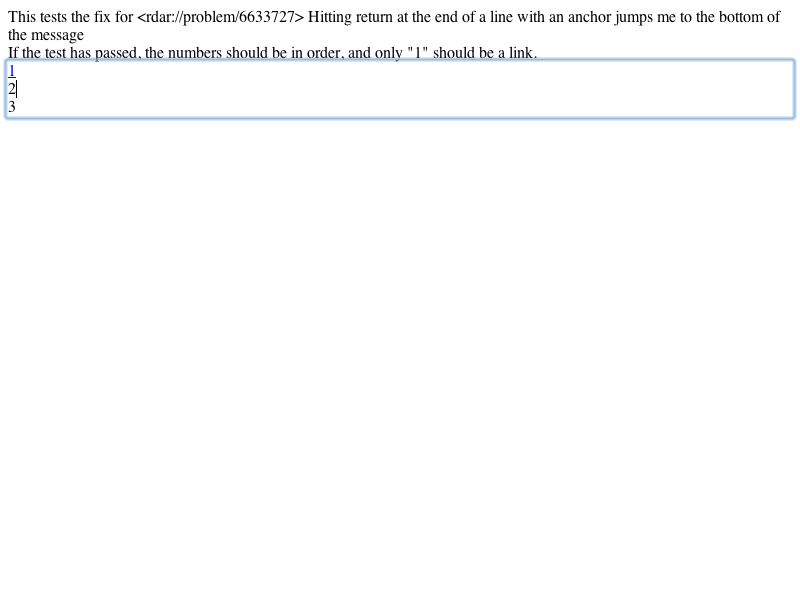 This tests the fix for <rdar://problem/6633727> Hitting return at the end of a line with an anchor jumps me to the bottom of
the message
If the test has passed, the numbers should be in order, and only "1" should be a link.
1
2
3